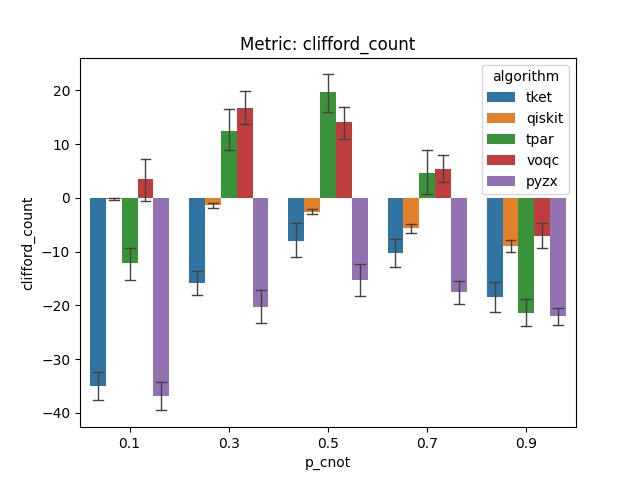 Metric: clifford_count
algorithm
tket
qiskit
tpar
voqc
pyzx
clifford_count
20
10
0
−10
−20
−30
−40
0.1 0.3 0.5 0.7 0.9
p_cnot